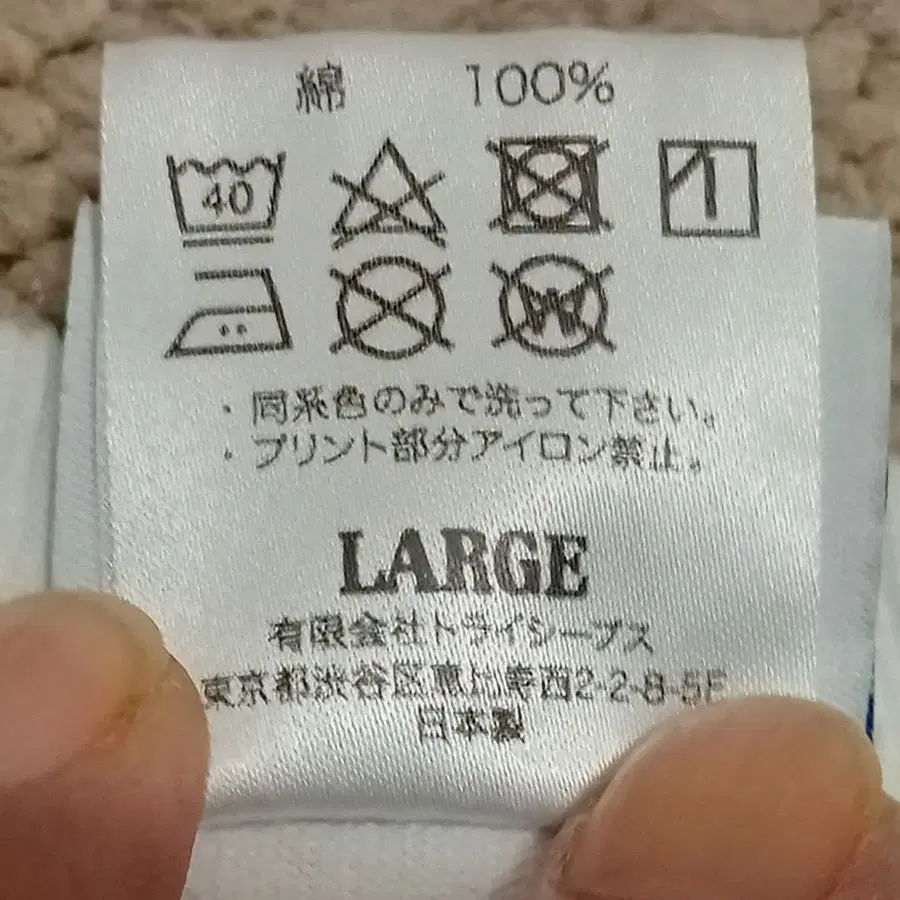 綿 100%
40
・同系色のみで洗って下さい。
・プリント部分アイロン禁止。
LARGE
有限会社トライシープス
東京都渋谷区恵比寿西2-2-8-5F
日本製